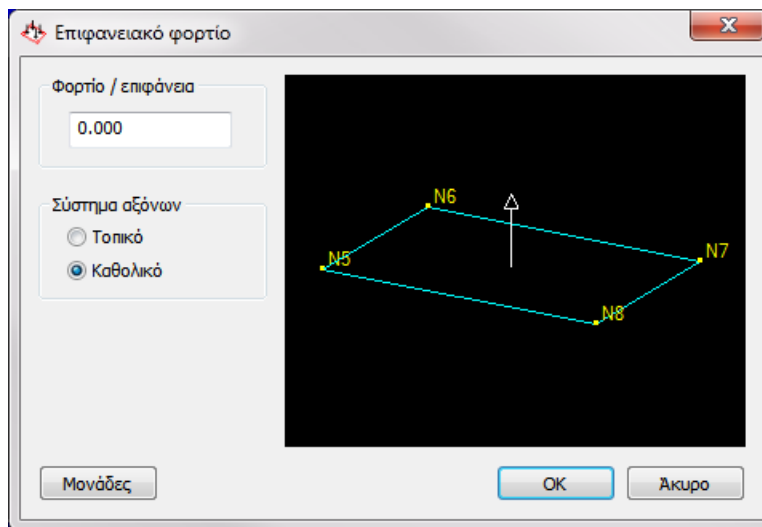 Επιφανειακό φορτίο
Φορτίο / επιφάνεια
0.000
Σύστημα αξόνων
Τοπικό
Καθολικό
N6
N5
N7
N8
Μονάδες
OK
Άκυρο